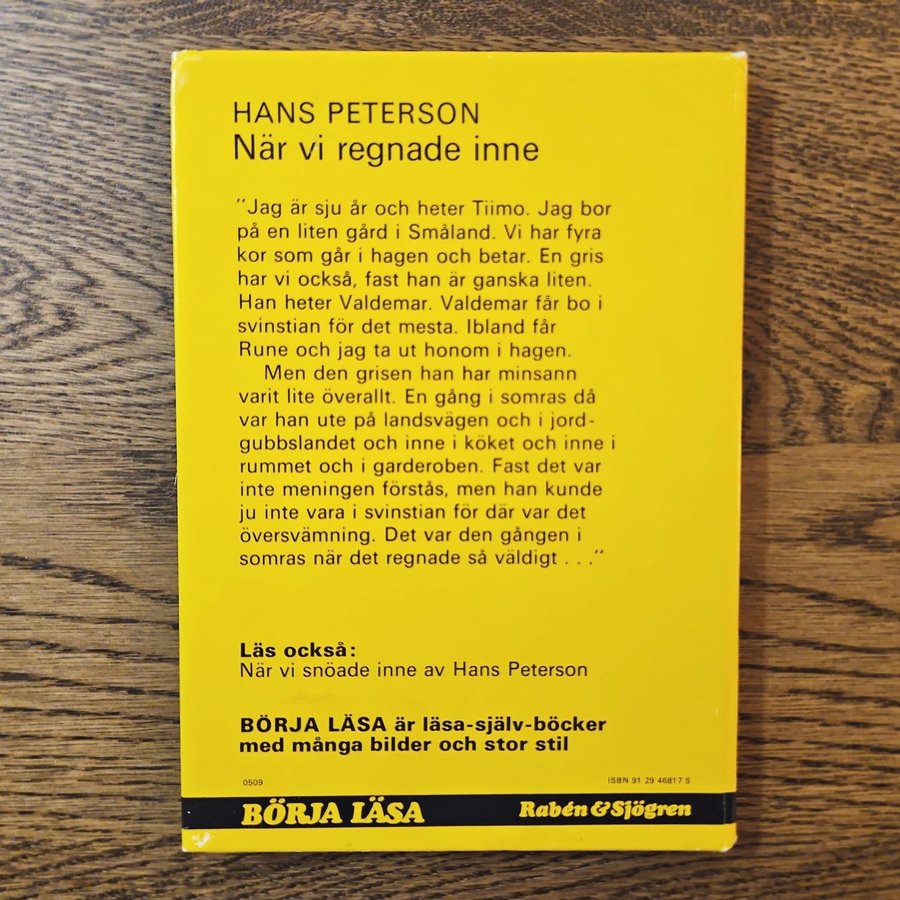 HANS PETERSON
När vi regnade inne
"Jag är sju år och heter Tiimo. Jag bor
på en liten gård i Småland. Vi har fyra
kor som går i hagen och betar. En gris
har vi också, fast han är ganska liten.
Han heter Valdemar. Valdemar får bo i
svinstian för det mesta. Ibland får
Rune och jag ta ut honom i hagen.
Men den grisen han har minsann
varit lite överallt. En gång i somras då
var han ute på landsvägen och i jord-
gubbslandet och inne i köket och inne i
rummet och i garderoben. Fast det var
inte meningen förstås, men han kunde
ju inte vara i svinstian för där var det
översvämning. Det var den gången i
somras när det regnade så väldigt . . ."
Läs också:
När vi snöade inne av Hans Peterson
BÖRJA LÄSA är läsa-själv-böcker
med många bilder och stor stil
0509 ISBN 91 29 46817 5
BÖRJA LÄSA Rabén & Sjögren